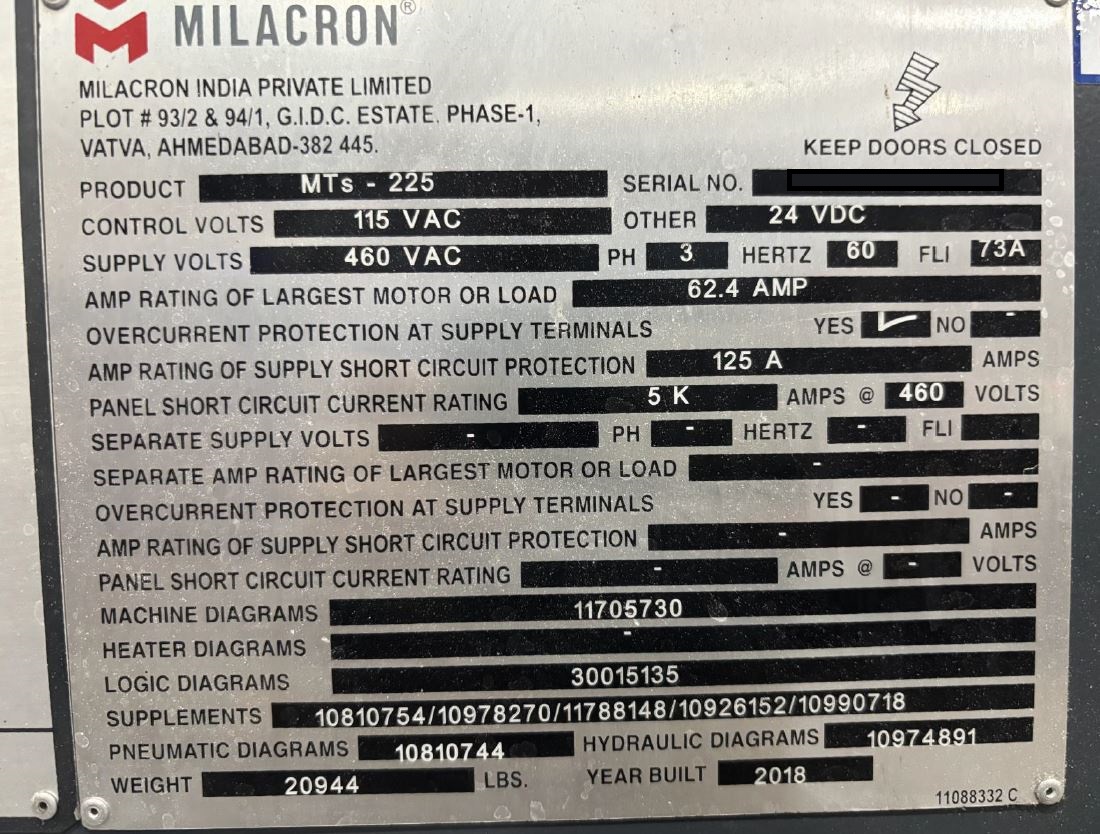 MILACRON®
MILACRON INDIA PRIVATE LIMITED
PLOT # 93/2 & 94/1, G.I.D.C. ESTATE. PHASE-1,
VATVA, AHMEDABAD-382 445.
KEEP DOORS CLOSED
PRODUCT MTs - 225 SERIAL NO.
CONTROL VOLTS 115 VAC OTHER 24 VDC
SUPPLY VOLTS 460 VAC PH 3 HERTZ 60 FLI 73A
AMP RATING OF LARGEST MOTOR OR LOAD 62.4 AMP
OVERCURRENT PROTECTION AT SUPPLY TERMINALS YES ✓ NO -
AMP RATING OF SUPPLY SHORT CIRCUIT PROTECTION 125 A AMPS
PANEL SHORT CIRCUIT CURRENT RATING 5 K AMPS @ 460 VOLTS
SEPARATE SUPPLY VOLTS - PH - HERTZ - FLI
SEPARATE AMP RATING OF LARGEST MOTOR OR LOAD -
OVERCURRENT PROTECTION AT SUPPLY TERMINALS YES - NO -
AMP RATING OF SUPPLY SHORT CIRCUIT PROTECTION - AMPS
PANEL SHORT CIRCUIT CURRENT RATING - AMPS @ - VOLTS
MACHINE DIAGRAMS 11705730
HEATER DIAGRAMS -
LOGIC DIAGRAMS 30015135
SUPPLEMENTS 10810754/10978270/11788148/10926152/10990718
PNEUMATIC DIAGRAMS 10810744 HYDRAULIC DIAGRAMS 10974891
WEIGHT 20944 LBS. YEAR BUILT 2018
11088332 C